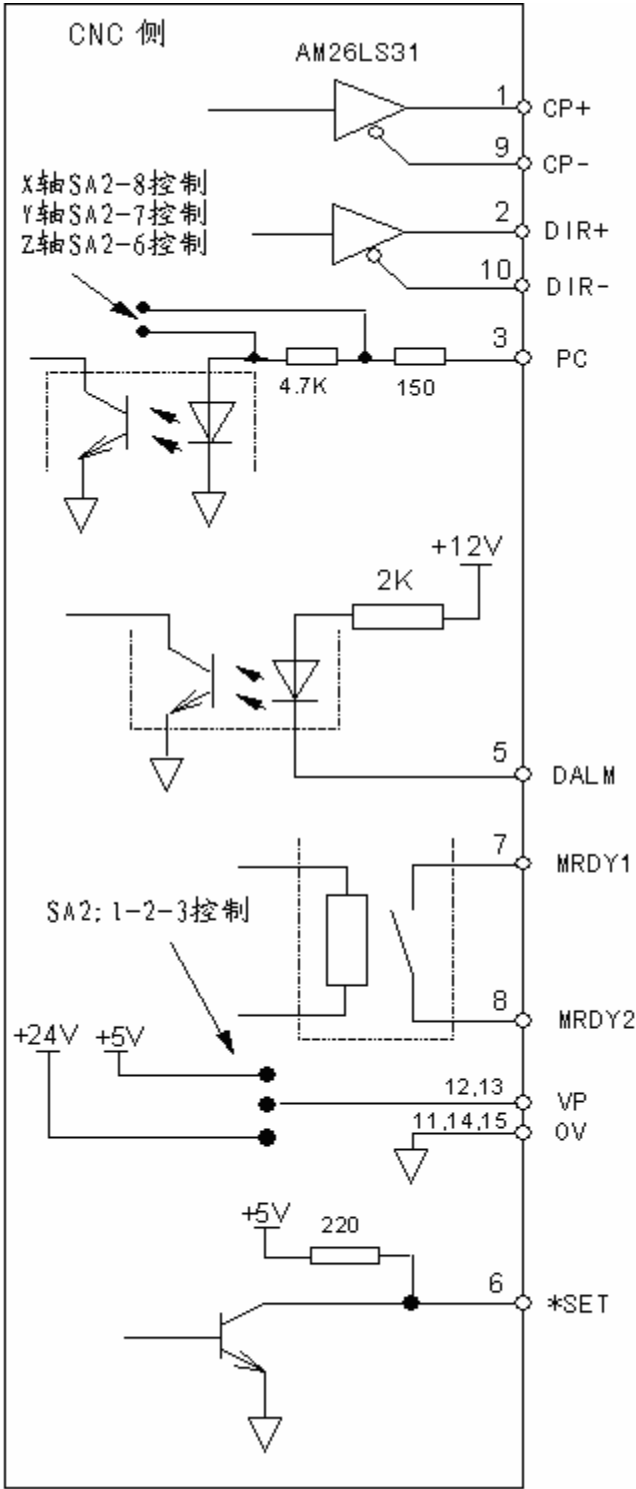 CNC 侧
AM26LS31
1
CP+
9
CP-
X轴SA2-8控制
Y轴SA2-7控制
Z轴SA2-6控制
2
DIR+
10
DIR-
3
PC
4.7K
150
+12V
2K
5
DALM
7
MRDY1
SA2: 1-2-3控制
8
MRDY2
+24V
+5V
12,13
VP
11,14,15
0V
+5V
220
6
*SET